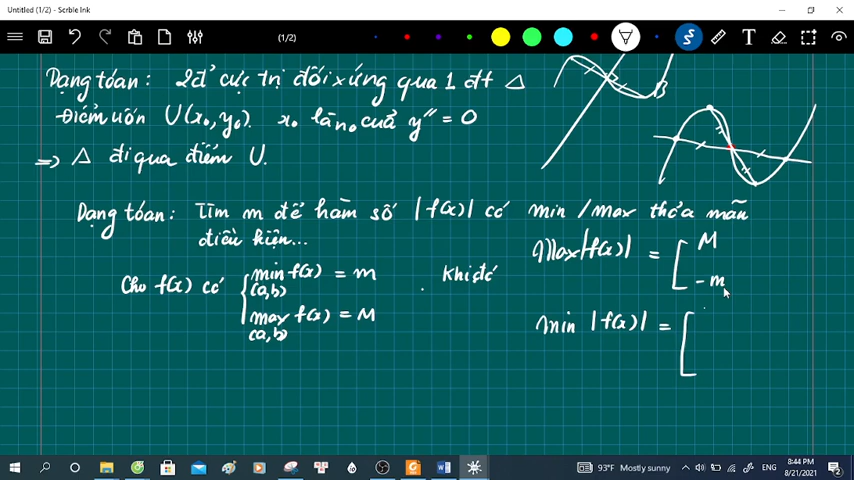 Untitled (1/2) - Scrble Ink
(1/2)
T
Dạng toán: 2 để cực trị đối xứng qua 1 đt Δ
Điểm uốn U(x₀, y₀). x₀ là n₀ cuả y'' = 0
=> Δ đi qua điểm U.
Dạng toán: Tìm m để hàm số |f(x)| có min / max thỏa mãn
điều kiện...
Cho f(x) có { min f(x) = m
(a,b)
max f(x) = M
(a,b)
. Khi đó
Max|f(x)| = [ M
- m
min |f(x)| = [
93°F Mostly sunny
ENG
8:44 PM
8/21/2021
2